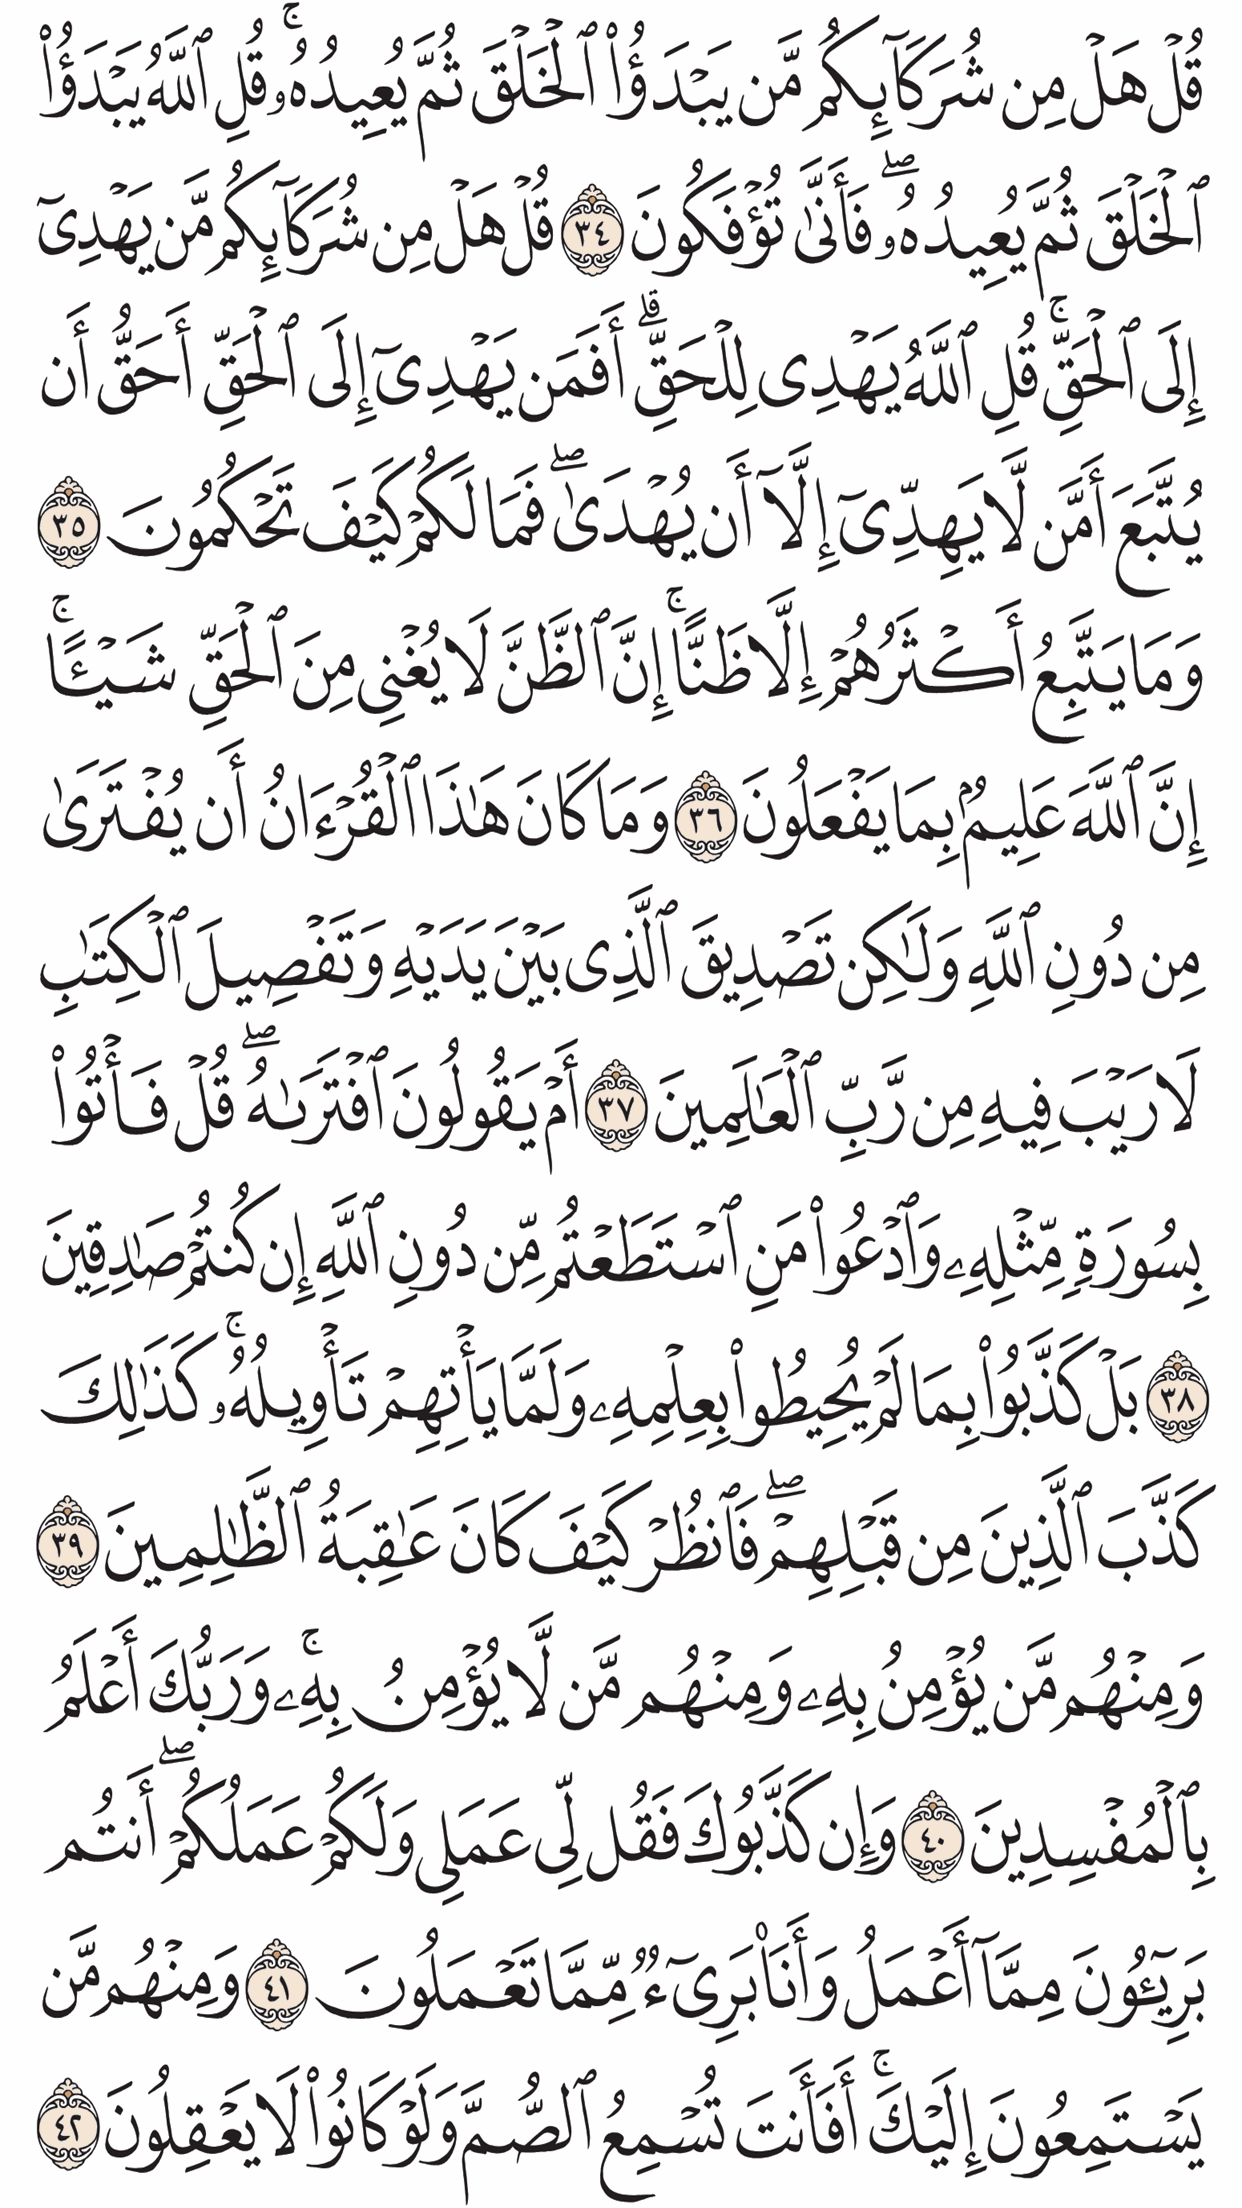 قُلْ هَلْ مِن شُرَكَآئِكُم مَّن يَبْدَؤُا۟ ٱلْخَلْقَ ثُمَّ يُعِيدُهُۥ ۚ قُلِ ٱللَّهُ يَبْدَؤُا۟
ٱلْخَلْقَ ثُمَّ يُعِيدُهُۥ ۖ فَأَنَّىٰ تُؤْفَكُونَ ٣٤ قُلْ هَلْ مِن شُرَكَآئِكُم مَّن يَهْدِىٓ
إِلَى ٱلْحَقِّ ۚ قُلِ ٱللَّهُ يَهْدِى لِلْحَقِّ ۗ أَفَمَن يَهْدِىٓ إِلَى ٱلْحَقِّ أَحَقُّ أَن
يُتَّبَعَ أَمَّن لَّا يَهِدِّىٓ إِلَّآ أَن يُهْدَىٰ ۖ فَمَا لَكُمْ كَيْفَ تَحْكُمُونَ ٣٥
وَمَا يَتَّبِعُ أَكْثَرُهُمْ إِلَّا ظَنًّا ۚ إِنَّ ٱلظَّنَّ لَا يُغْنِى مِنَ ٱلْحَقِّ شَيْـًٔا ۚ
إِنَّ ٱللَّهَ عَلِيمٌۢ بِمَا يَفْعَلُونَ ٣٦ وَمَا كَانَ هَٰذَا ٱلْقُرْءَانُ أَن يُفْتَرَىٰ
مِن دُونِ ٱللَّهِ وَلَٰكِن تَصْدِيقَ ٱلَّذِى بَيْنَ يَدَيْهِ وَتَفْصِيلَ ٱلْكِتَٰبِ
لَا رَيْبَ فِيهِ مِن رَّبِّ ٱلْعَٰلَمِينَ ٣٧ أَمْ يَقُولُونَ ٱفْتَرَىٰهُ ۖ قُلْ فَأْتُوا۟
بِسُورَةٍ مِّثْلِهِۦ وَٱدْعُوا۟ مَنِ ٱسْتَطَعْتُم مِّن دُونِ ٱللَّهِ إِن كُنتُمْ صَٰدِقِينَ
٣٨ بَلْ كَذَّبُوا۟ بِمَا لَمْ يُحِيطُوا۟ بِعِلْمِهِۦ وَلَمَّا يَأْتِهِمْ تَأْوِيلُهُۥ ۚ كَذَٰلِكَ
كَذَّبَ ٱلَّذِينَ مِن قَبْلِهِمْ ۖ فَٱنظُرْ كَيْفَ كَانَ عَٰقِبَةُ ٱلظَّٰلِمِينَ ٣٩
وَمِنْهُم مَّن يُؤْمِنُ بِهِۦ وَمِنْهُم مَّن لَّا يُؤْمِنُ بِهِۦ ۚ وَرَبُّكَ أَعْلَمُ
بِٱلْمُفْسِدِينَ ٤٠ وَإِن كَذَّبُوكَ فَقُل لِّى عَمَلِى وَلَكُمْ عَمَلُكُمْ ۖ أَنتُم
بَرِيٓـُٔونَ مِمَّآ أَعْمَلُ وَأَنَا۠ بَرِىٓءٌ مِّمَّا تَعْمَلُونَ ٤١ وَمِنْهُم مَّن
يَسْتَمِعُونَ إِلَيْكَ ۚ أَفَأَنتَ تُسْمِعُ ٱلصُّمَّ وَلَوْ كَانُوا۟ لَا يَعْقِلُونَ ٤٢